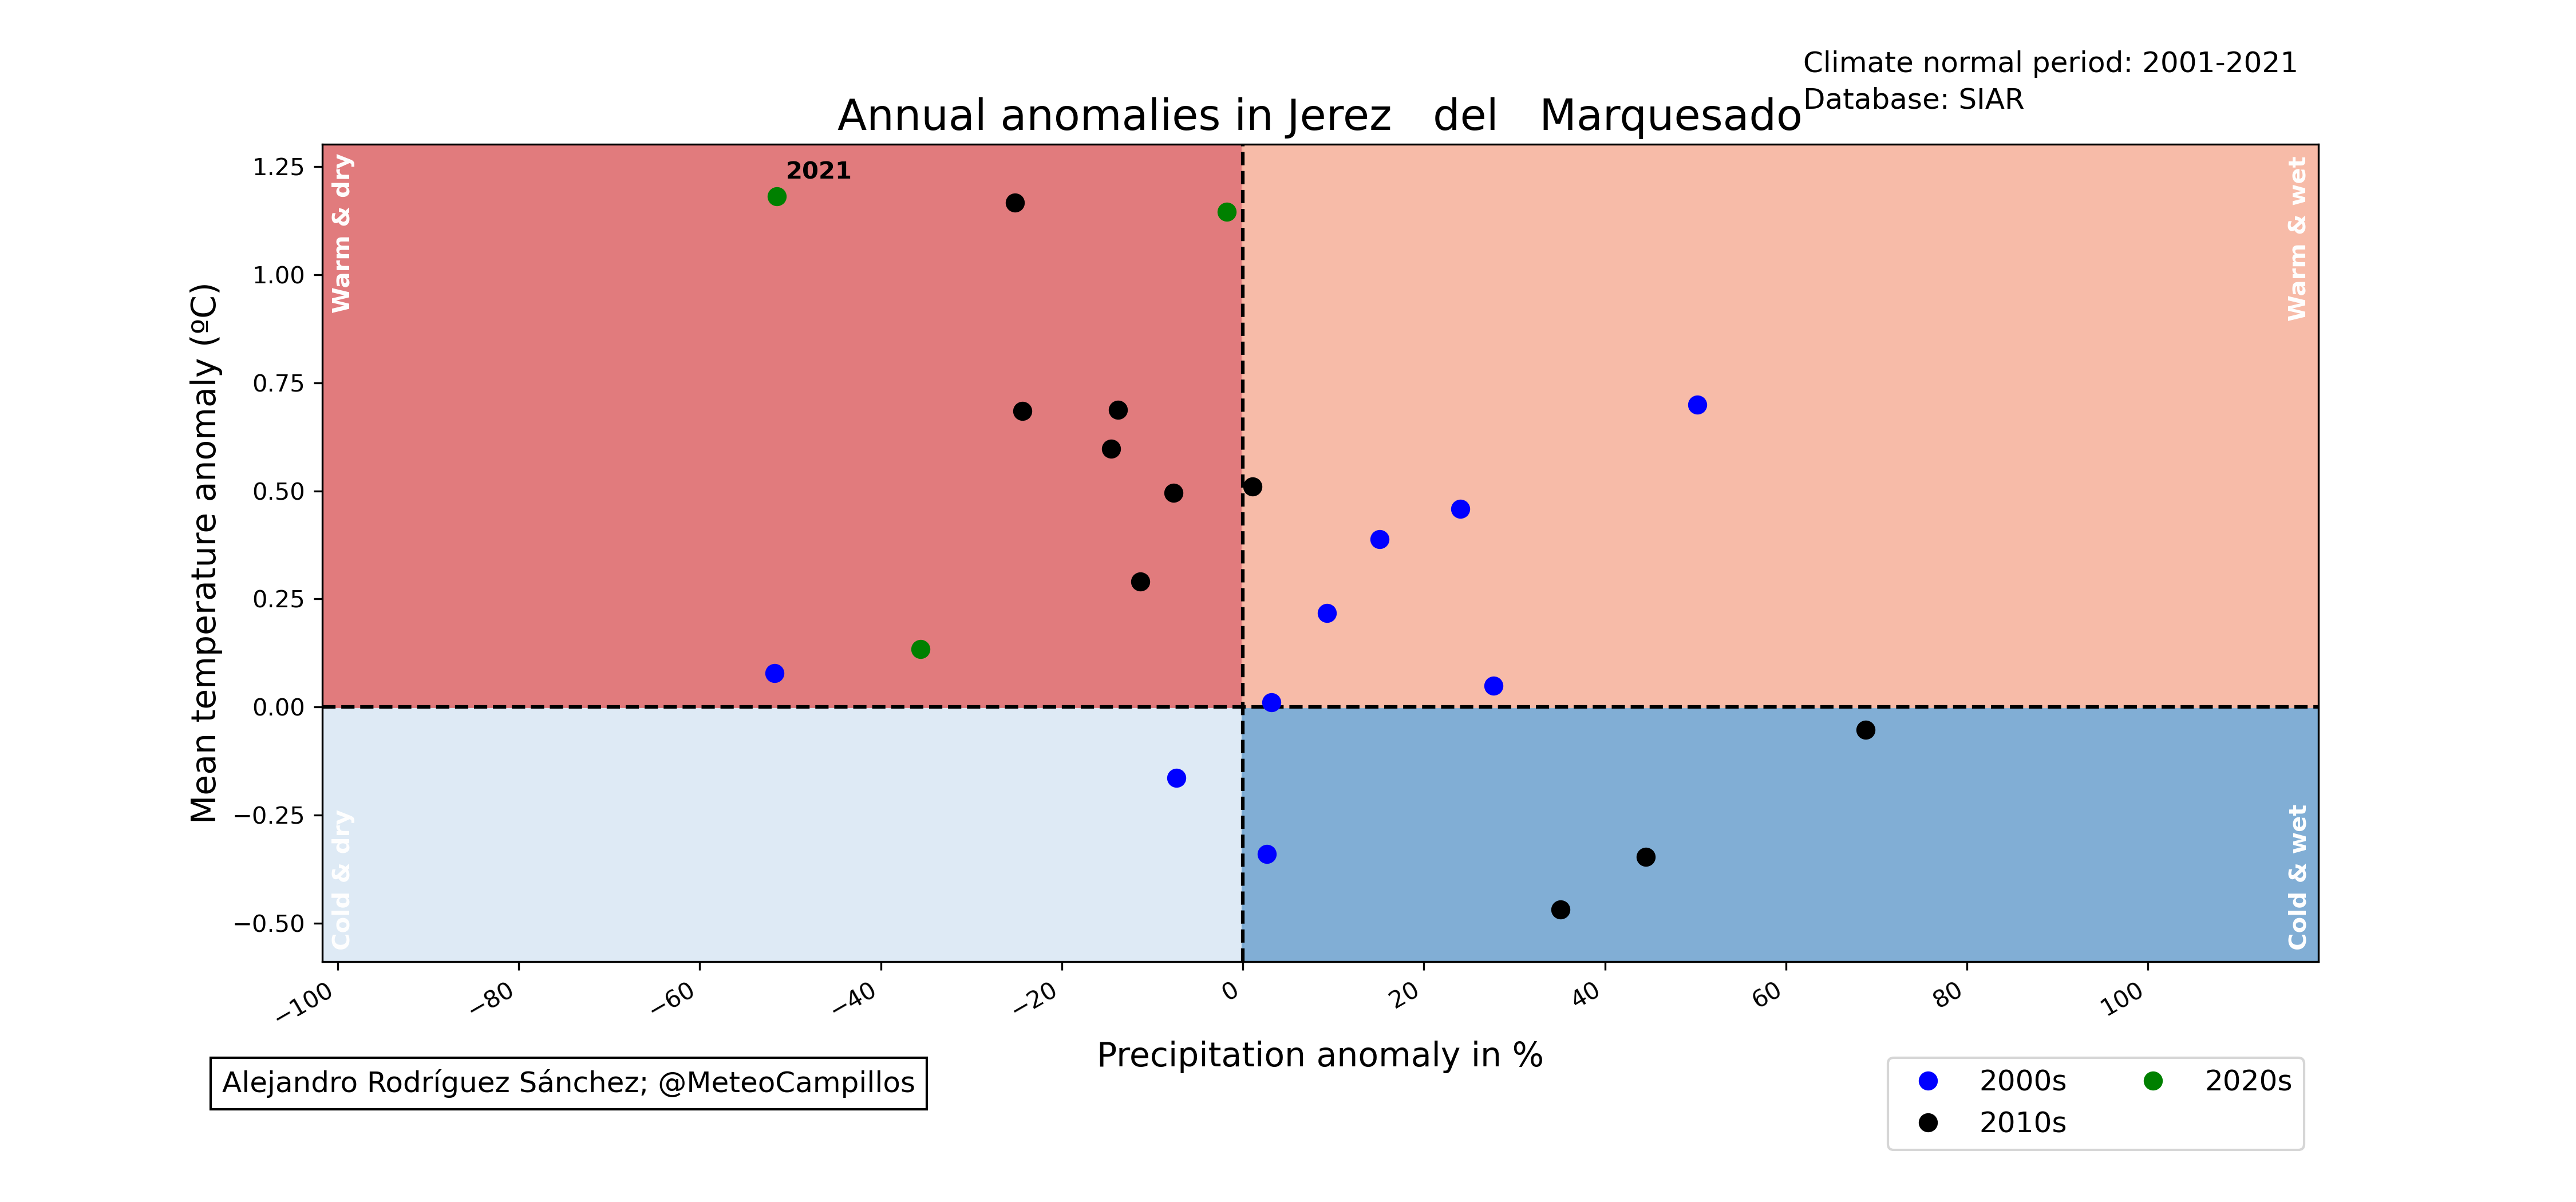 Climate normal period: 2001-2021
Database: SIAR
Annual anomalies in Jerez   del   Marquesado
Warm & dry
Warm & wet
Cold & dry
Cold & wet
2021
Mean temperature anomaly (ºC)
1.25
1.00
0.75
0.50
0.25
0.00
−0.25
−0.50
−100
−80
−60
−40
−20
0
20
40
60
80
100
Precipitation anomaly in %
Alejandro Rodríguez Sánchez; @MeteoCampillos
2000s
2010s
2020s